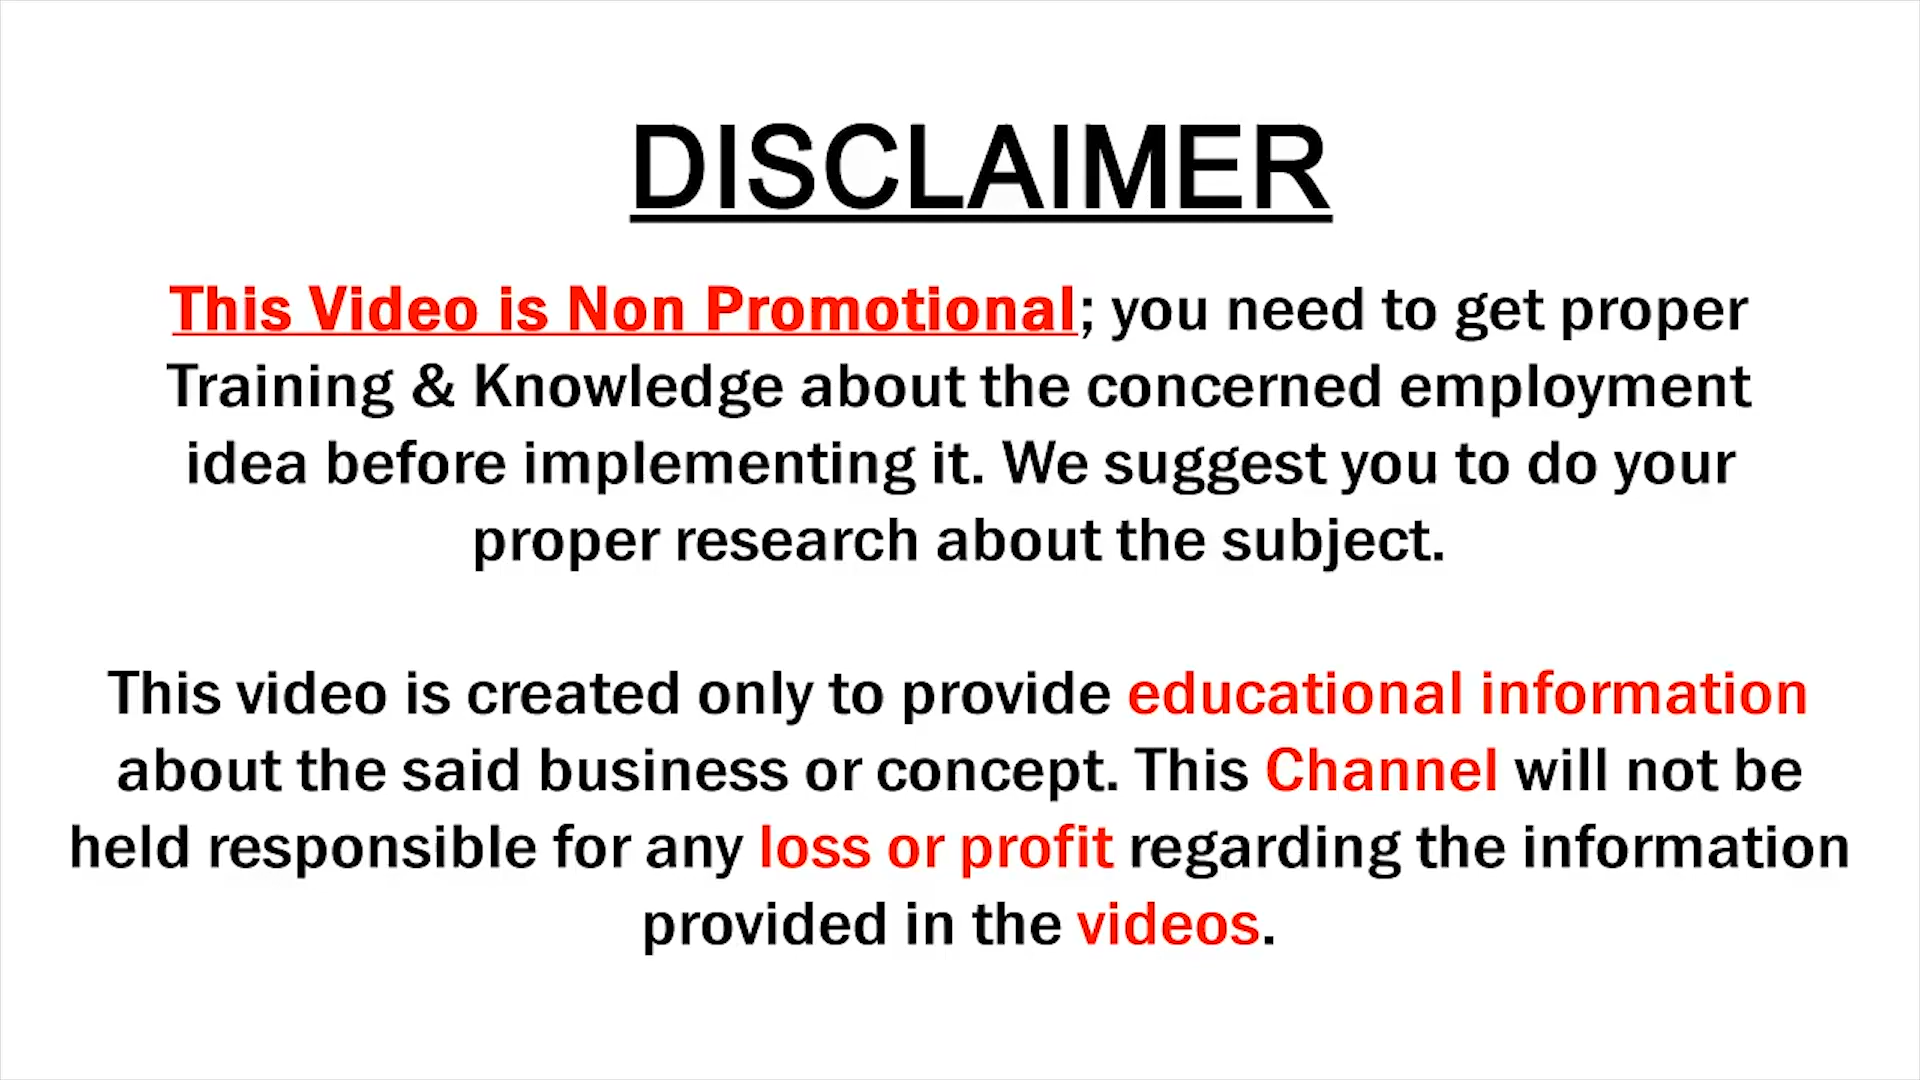 DISCLAIMER
This Video is Non Promotional; you need to get proper
Training & Knowledge about the concerned employment
idea before implementing it. We suggest you to do your
proper research about the subject.
This video is created only to provide educational information
about the said business or concept. This Channel will not be
held responsible for any loss or profit regarding the information
provided in the videos.